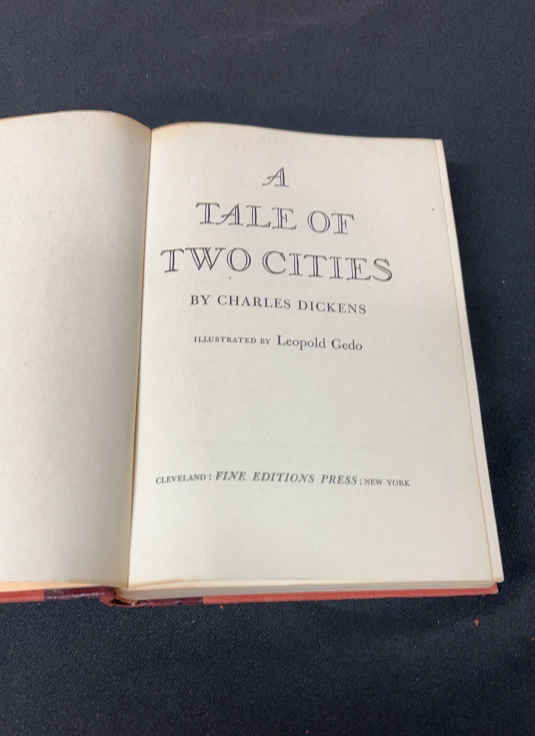 A
TALE OF
TWO CITIES
BY CHARLES DICKENS
ILLUSTRATED BY Leopold Gedo
CLEVELAND : FINE EDITIONS PRESS : NEW YORK